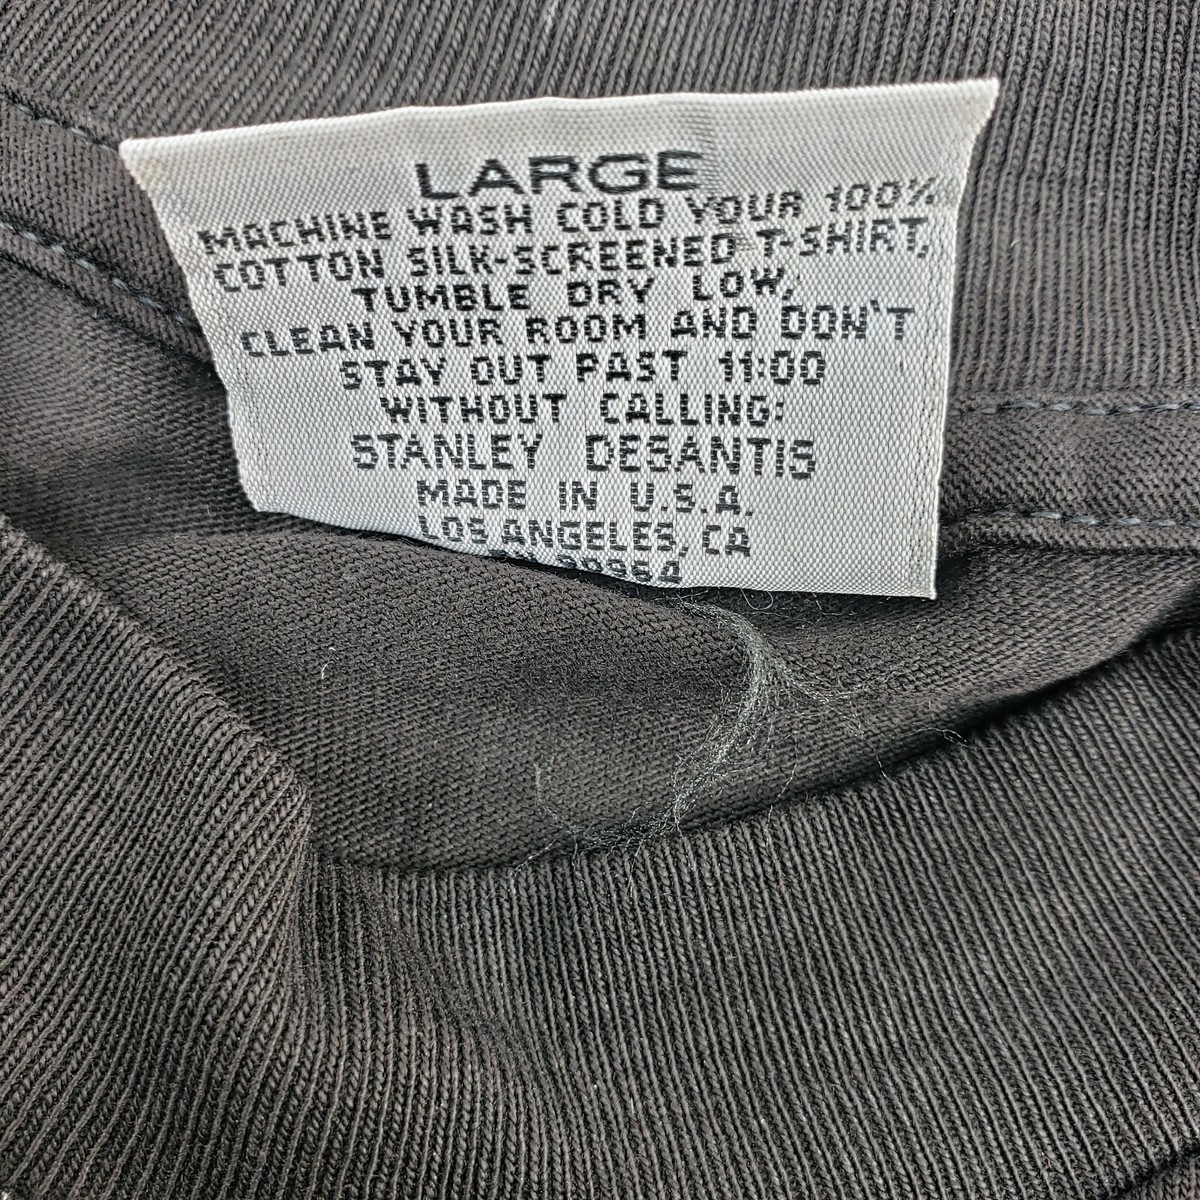 LARGE
MACHINE WASH COLD YOUR 100%
COTTON SILK-SCREENED T-SHIRT,
TUMBLE DRY LOW,
CLEAN YOUR ROOM AND DON'T
STAY OUT PAST 11:00
WITHOUT CALLING:
STANLEY DESANTIS
MADE IN U.S.A.
LOS ANGELES, CA